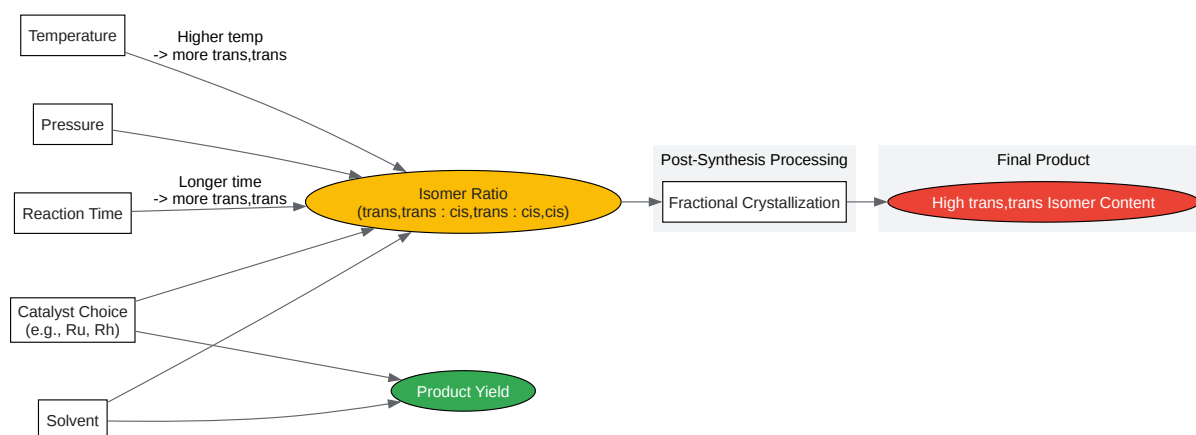 Temperature
Higher temp
-> more trans,trans
Pressure
Reaction Time
Longer time
-> more trans,trans
Catalyst Choice
(e.g., Ru, Rh)
Solvent
Isomer Ratio
(trans,trans : cis,trans : cis,cis)
Product Yield
Post-Synthesis Processing
Fractional Crystallization
Final Product
High trans,trans Isomer Content